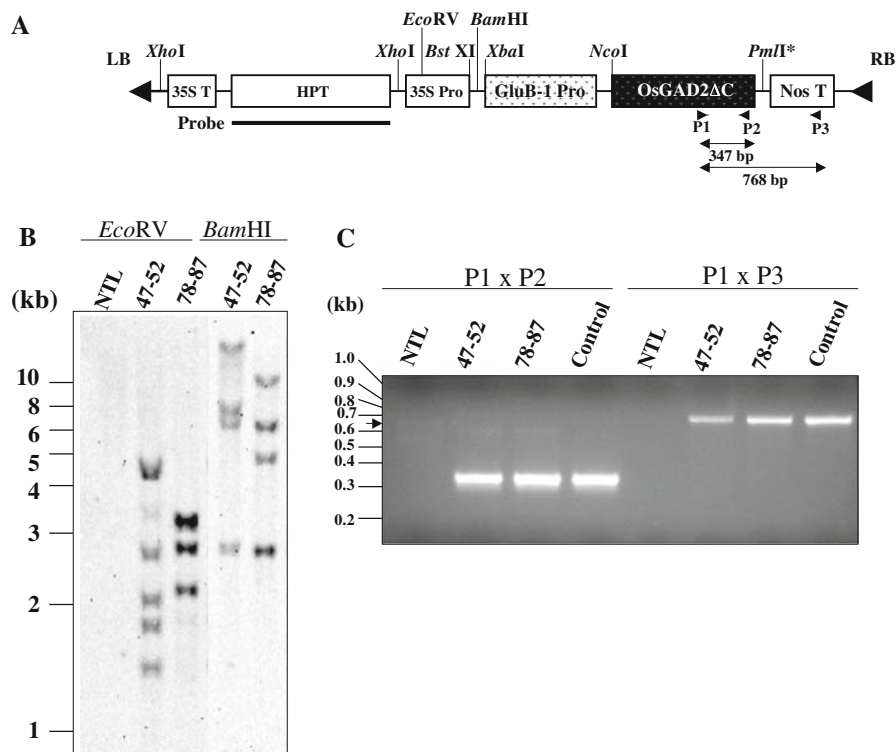 A
EcoRV BamHI
LB XhoI XhoI Bst XI XbaI NcoI PmlI* RB
35S T HPT 35S Pro GluB-1 Pro OsGAD2ΔC Nos T
Probe P1 P2 P3
347 bp
768 bp
B
EcoRV BamHI
(kb) NTL 47-52 78-87 47-52 78-87
10
8
6
5
4
3
2
1
C
P1 x P2 P1 x P3
(kb) NTL 47-52 78-87 Control NTL 47-52 78-87 Control
1.0
0.9
0.8
0.7
0.6
0.5
0.4
0.3
0.2